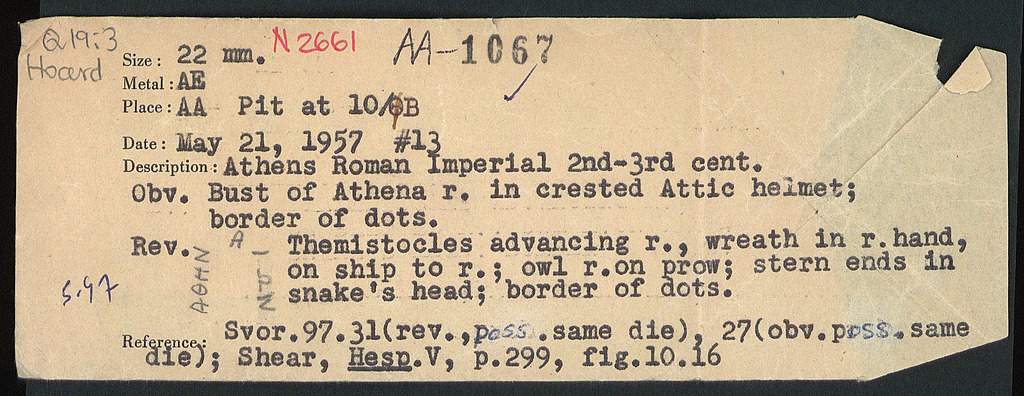 Q 19:3
Hoard
N 2661
AA-1067
Size: 22 mm.
Metal: AE
Place: AA Pit at 10/ΘB
Date: May 21, 1957 #13
Description: Athens Roman Imperial 2nd-3rd cent.
Obv. Bust of Athena r. in crested Attic helmet;
border of dots.
Rev. ΑΘΗΝ Α Ι Ω Ν Themistocles advancing r., wreath in r.hand,
on ship to r.; owl r.on prow; stern ends in
snake's head; border of dots.
S.97
Reference: Svor.97.31(rev.,poss.same die), 27(obv.poss.same
die); Shear, Hesp.V, p.299, fig.10.16